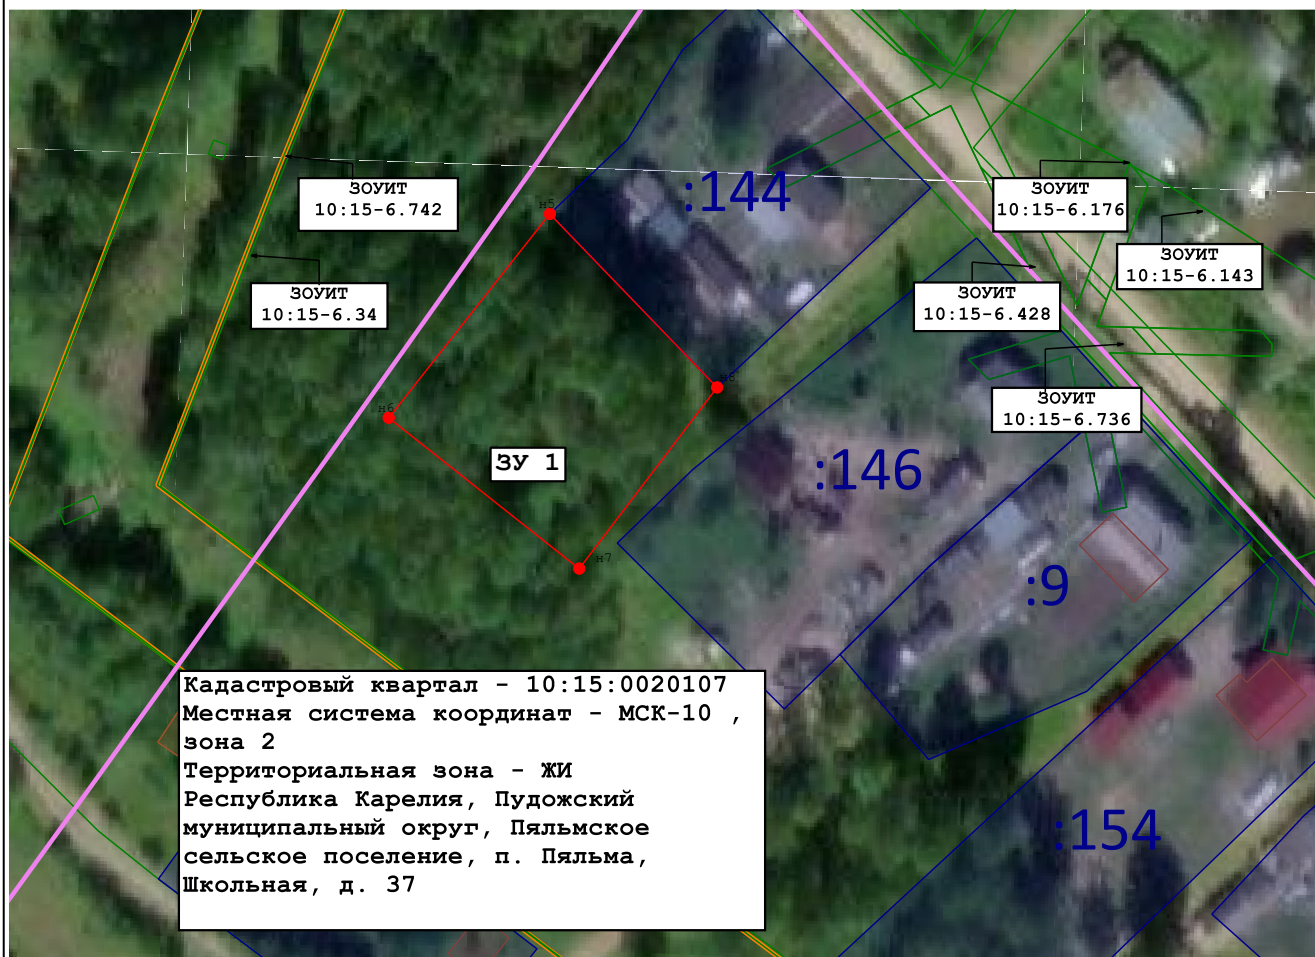 :144
ЗОУИТ
10:15-6.742
ЗОУИТ
10:15-6.176
н5
ЗОУИТ
10:15-6.143
ЗОУИТ
10:15-6.34
ЗОУИТ
10:15-6.428
н8
ЗОУИТ
10:15-6.736
н6
ЗУ 1
:146
н7
:9
Кадастровый квартал - 10:15:0020107
Местная система координат - МСК-10 ,
зона 2
Территориальная зона - ЖИ
Республика Карелия, Пудожский
муниципальный округ, Пяльмское
сельское поселение, п. Пяльма,
Школьная, д. 37
:154